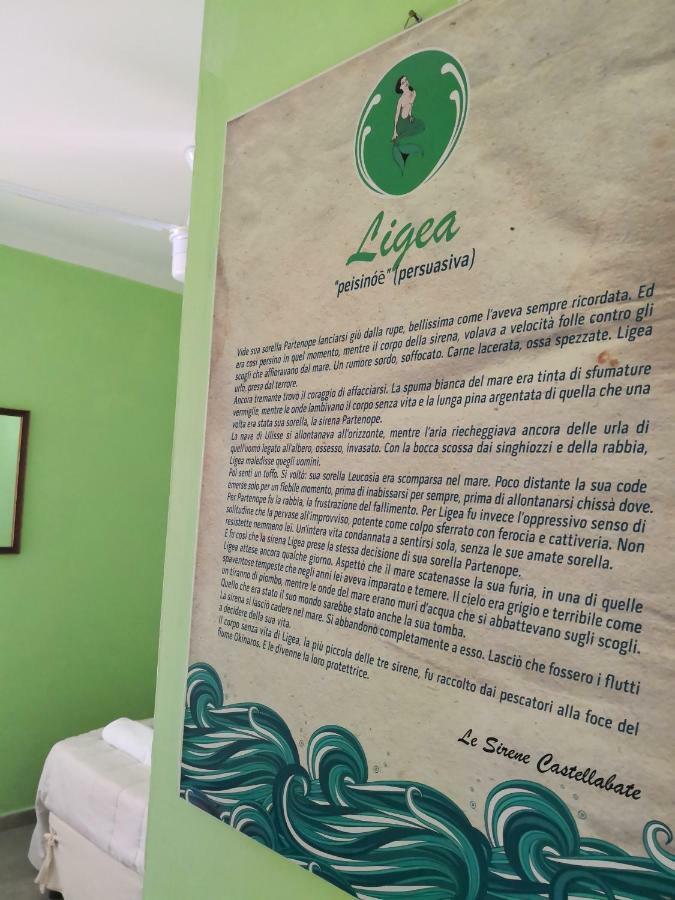 Ligea
"peisinóē" (persuasiva)
Vide sua sorella Partenope lanciarsi giù dalla rupe, bellissima come l'aveva sempre ricordata. Ed
era così persino in quel momento, mentre il corpo della sirena, volava a velocità folle contro gli
scogli che affioravano dal mare. Un rumore sordo, soffocato. Carne lacerata, ossa spezzate. Ligea
urlò, presa dal terrore.
Ancora tremante trovò il coraggio di affacciarsi. La spuma bianca del mare era tinta di sfumature
vermiglie, mentre le onde lambivano il corpo senza vita e la lunga pina argentata di quella che una
volta era stata sua sorella, la sirena Partenope.
La nava di Ulisse si allontanava all'orizzonte, mentre l'aria riecheggiava ancora delle urla di
quell'uomo legato all'albero, ossesso, invasato. Con la bocca scossa dai singhiozzi e della rabbia,
Ligea maledisse quegli uomini.
Poi sentì un tuffo. Si voltò: sua sorella Leucosia era scomparsa nel mare. Poco distante la sua code
emerse solo per un flebile momento, prima di inabissarsi per sempre, prima di allontanarsi chissà dove.
Per Partenope fu la rabbia, la frustrazione del fallimento. Per Ligea fu invece l'oppressivo senso di
solitudine che la pervase all'improvviso, potente come colpo sferrato con ferocia e cattiveria. Non
resistette nemmeno lei. Un'intera vita condannata a sentirsi sola, senza le sue amate sorella.
E fu così che la sirena Ligea prese la stessa decisione di sua sorella Partenope.
Ligea attese ancora qualche giorno. Aspettò che il mare scatenasse la sua furia, in una di quelle
spaventose tempeste che negli anni lei aveva imparato e temere. Il cielo era grigio e terribile come
un tiranno di piombo, mentre le onde del mare erano muri d'acqua che si abbattevano sugli scogli.
Quello che era stato il suo mondo sarebbe stato anche la sua tomba.
La sirena si lasciò cadere nel mare. Si abbandonò completamente a esso. Lasciò che fossero i flutti
a decidere della sua vita.
Il corpo senza vita di Ligea, la più piccola delle tre sirene, fu raccolto dai pescatori alla foce del
fiume Okinaros. E le divenne la loro protettrice.
Le Sirene Castellabate